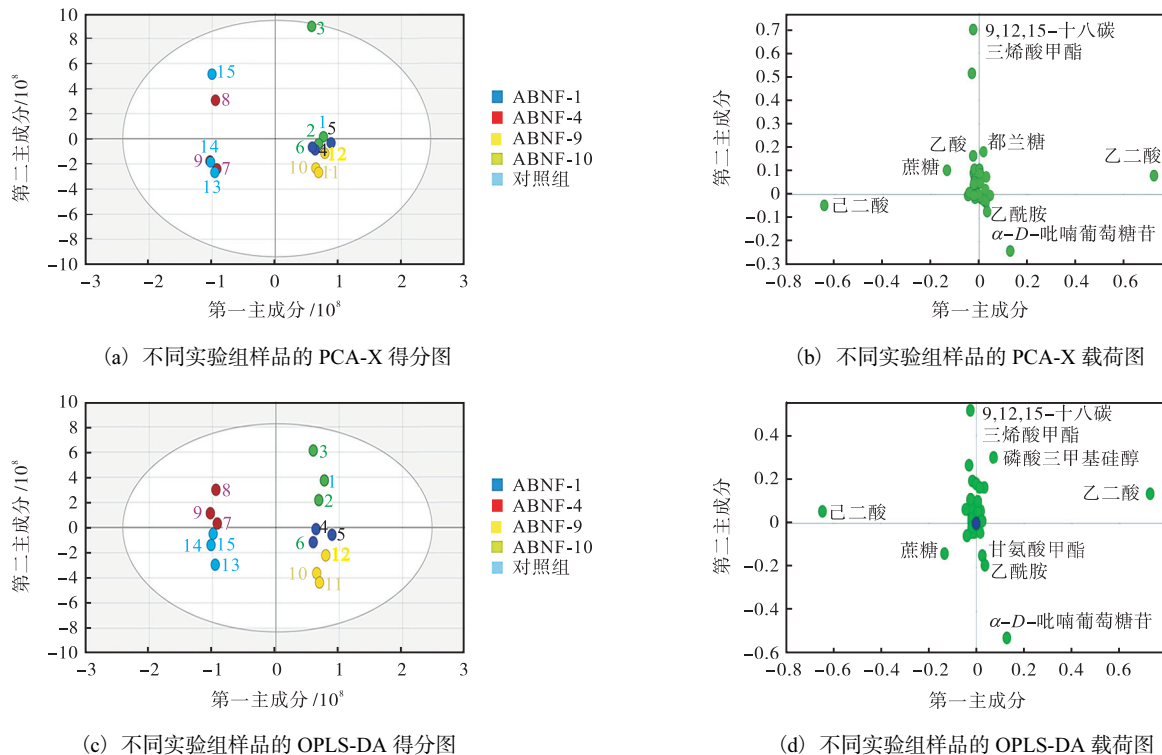 10
8
6
4
2
0
−2
−4
−6
−8
−10
第二主成分/10⁸
3
15
8
14
9
7
13
1
2
5
6
4
12
10
11
−3
−2
−1
0
1
2
3
第一主成分/10⁸
ABNF-1
ABNF-4
ABNF-9
ABNF-10
对照组
(a) 不同实验组样品的 PCA-X 得分图
0.7
0.6
0.5
0.4
0.3
0.2
0.1
0
−0.1
−0.2
−0.3
第二主成分
9,12,15−十八碳
三烯酸甲酯
乙酸
都兰糖
蔗糖
乙二酸
己二酸
乙酰胺
α−D−吡喃葡萄糖苷
−0.8
−0.6
−0.4
−0.2
0
0.2
0.4
0.6
0.8
第一主成分
(b) 不同实验组样品的 PCA-X 载荷图
10
8
6
4
2
0
−2
−4
−6
−8
10
第二主成分/10⁸
3
8
1
9
2
7
4
5
14
15
6
12
13
10
11
−3
−2
−1
0
1
2
3
第一主成分/10⁸
ABNF-1
ABNF-4
ABNF-9
ABNF-10
对照组
(c) 不同实验组样品的 OPLS-DA 得分图
0.4
0.2
0
−0.2
−0.4
−0.6
第二主成分
9,12,15−十八碳
三烯酸甲酯
磷酸三甲基硅醇
乙二酸
己二酸
蔗糖
甘氨酸甲酯
乙酰胺
α−D−吡喃葡萄糖苷
−0.8
−0.6
−0.4
−0.2
0
0.2
0.4
0.6
0.8
第一主成分
(d) 不同实验组样品的 OPLS-DA 载荷图